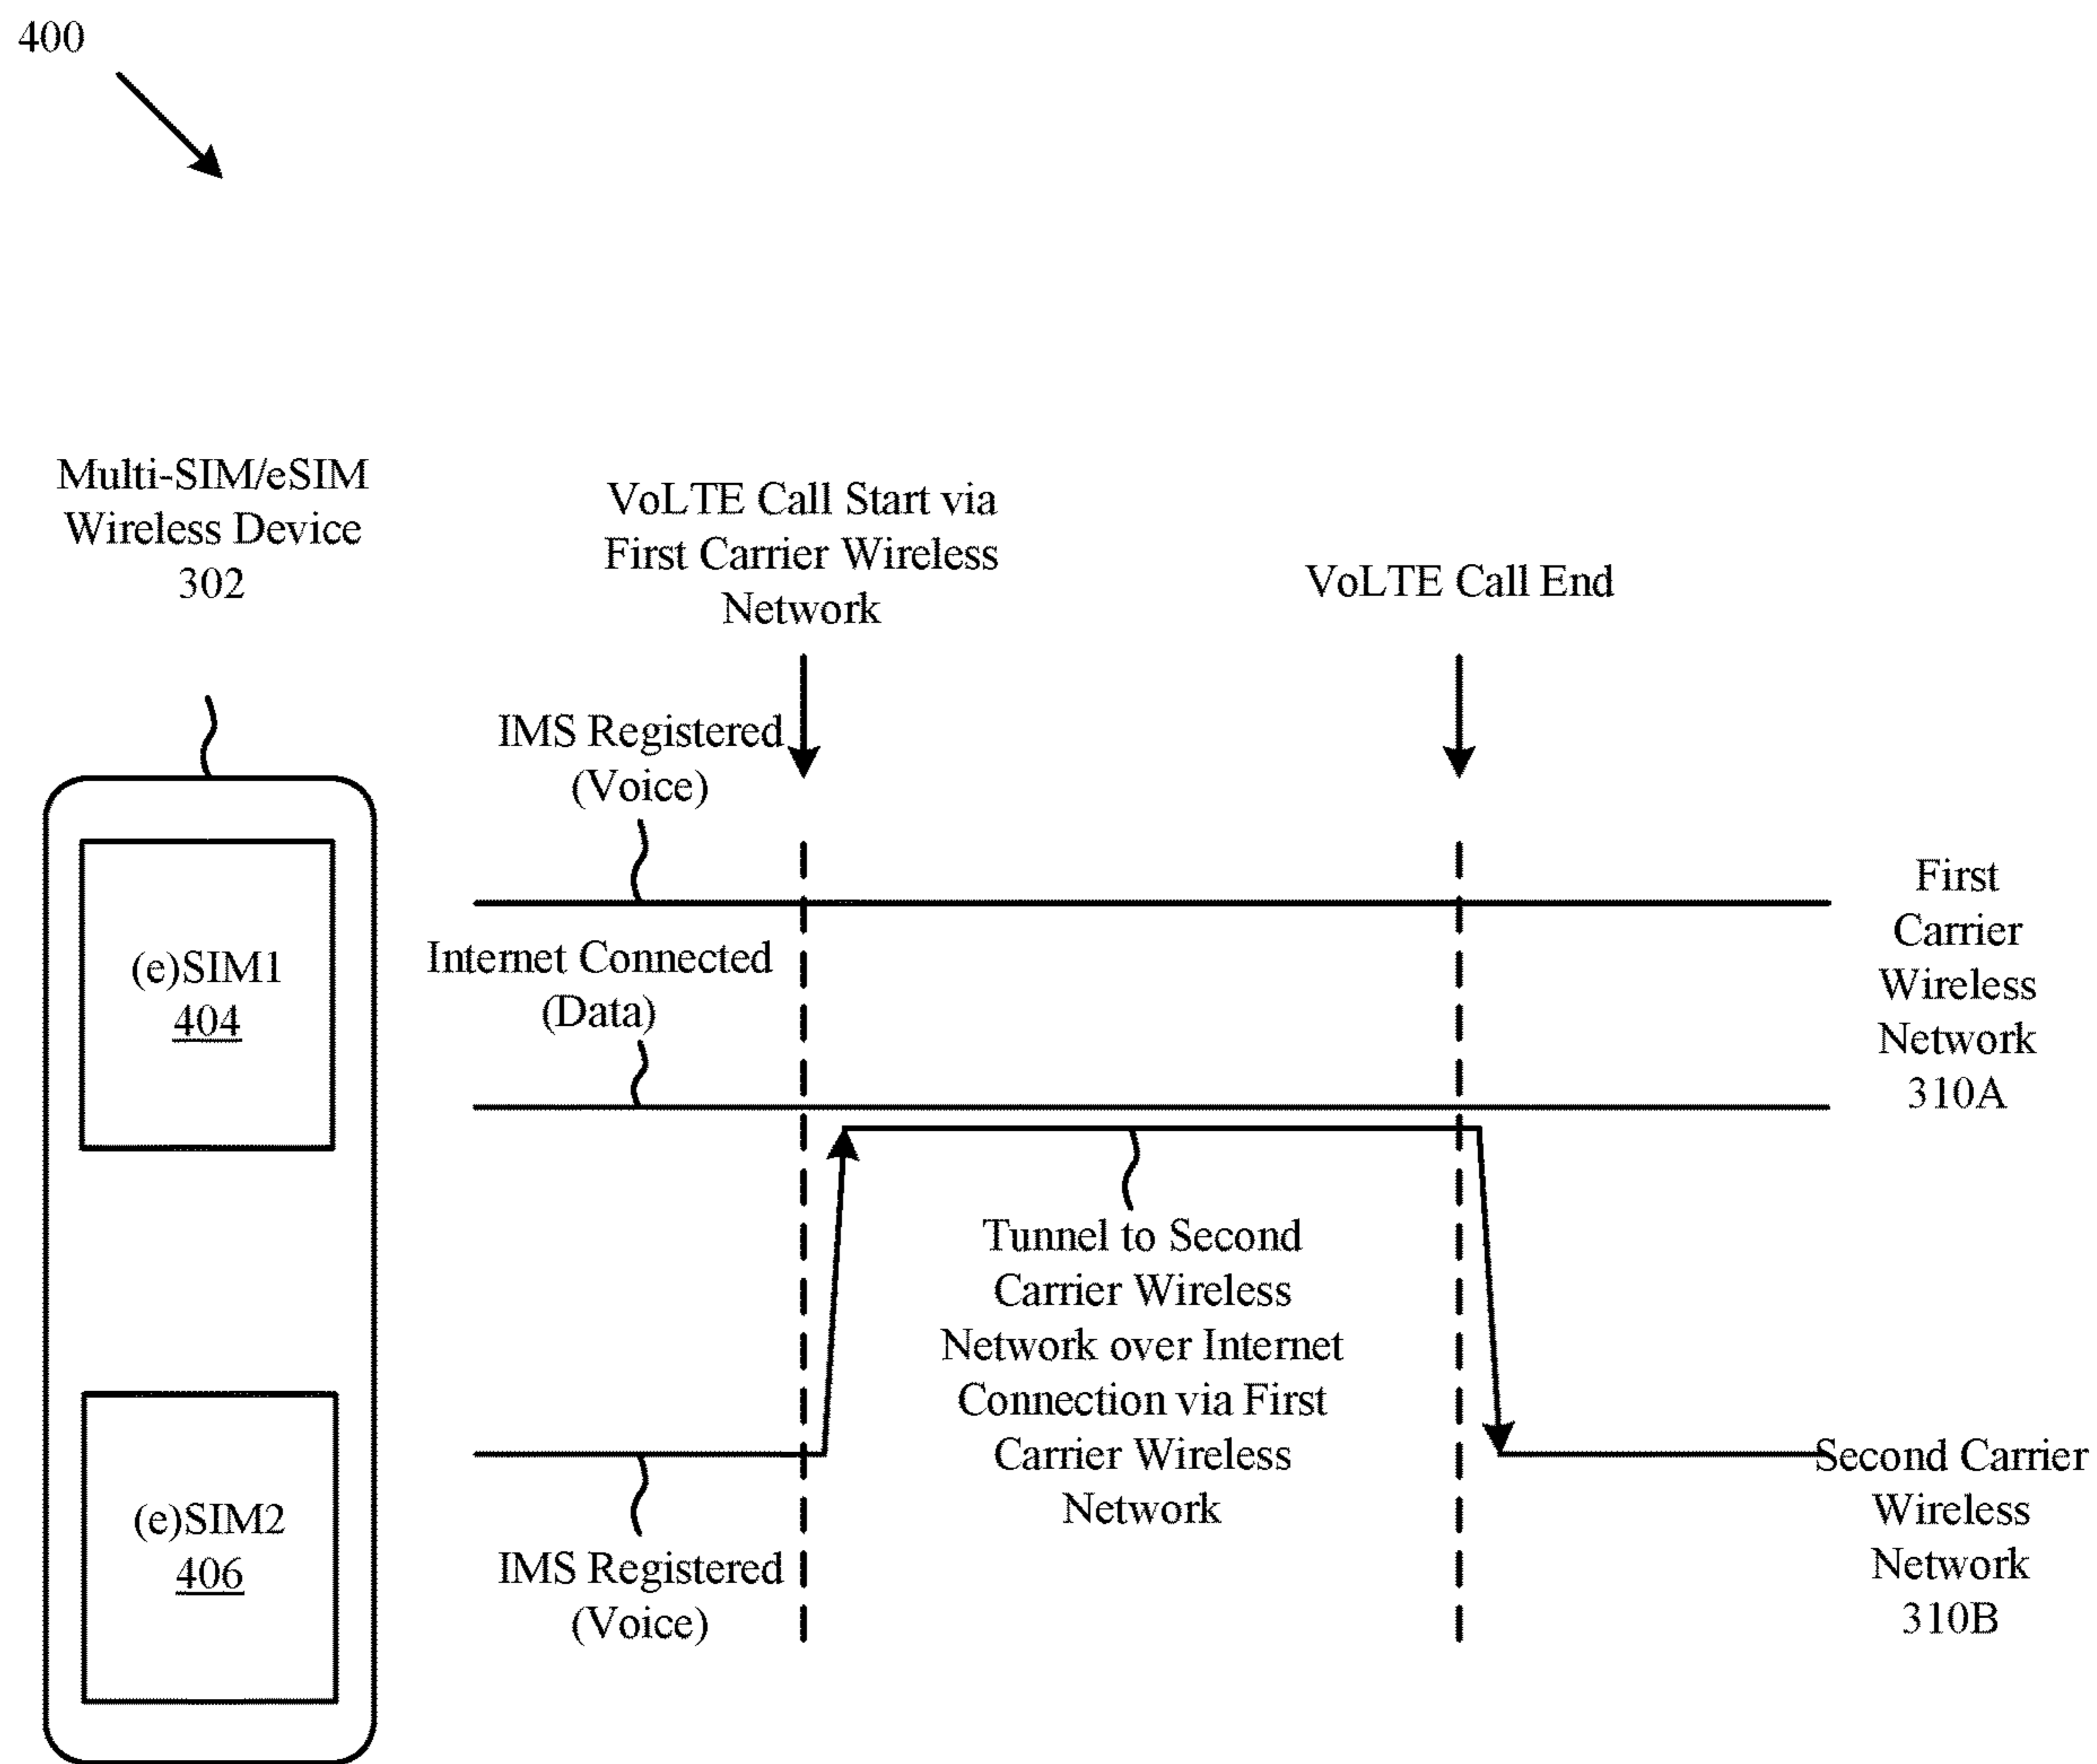 400
Multi-SIM/eSIM
Wireless Device
302
VoLTE Call Start via
First Carrier Wireless
Network
VoLTE Call End
IMS Registered
(Voice)
(e)SIM1
404
Internet Connected
(Data)
First
Carrier
Wireless
Network
310A
Tunnel to Second
Carrier Wireless
Network over Internet
Connection via First
Carrier Wireless
Network
(e)SIM2
406
IMS Registered
(Voice)
Second Carrier
Wireless
Network
310B